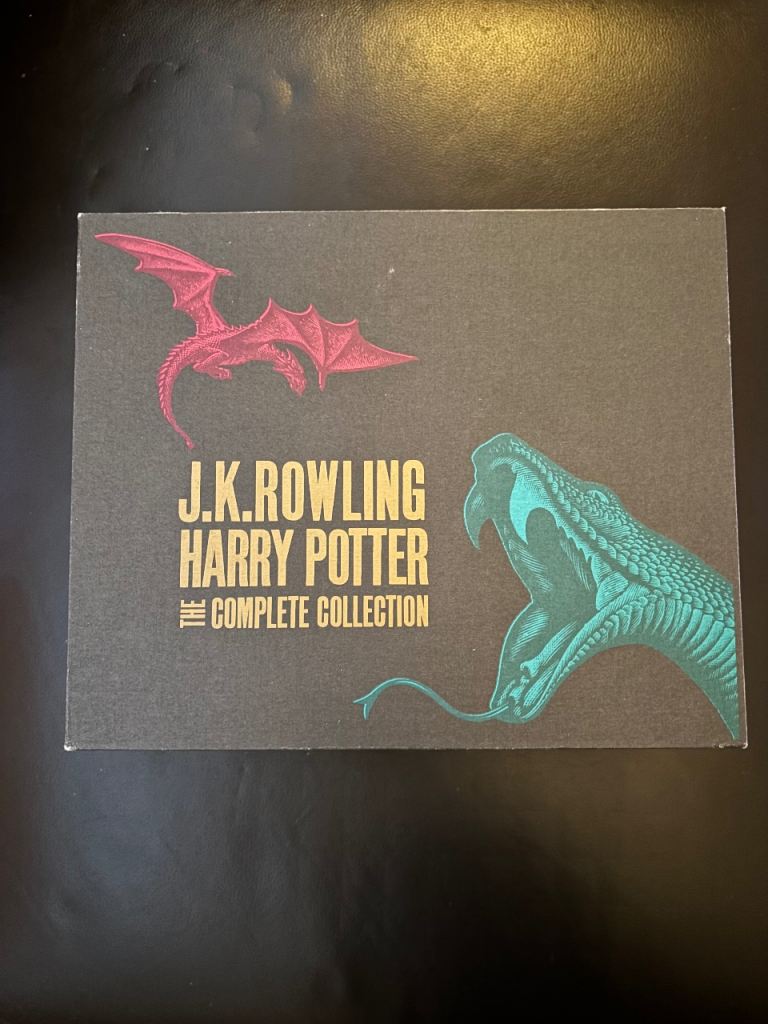 J.K.ROWLING
HARRY POTTER
THE COMPLETE COLLECTION